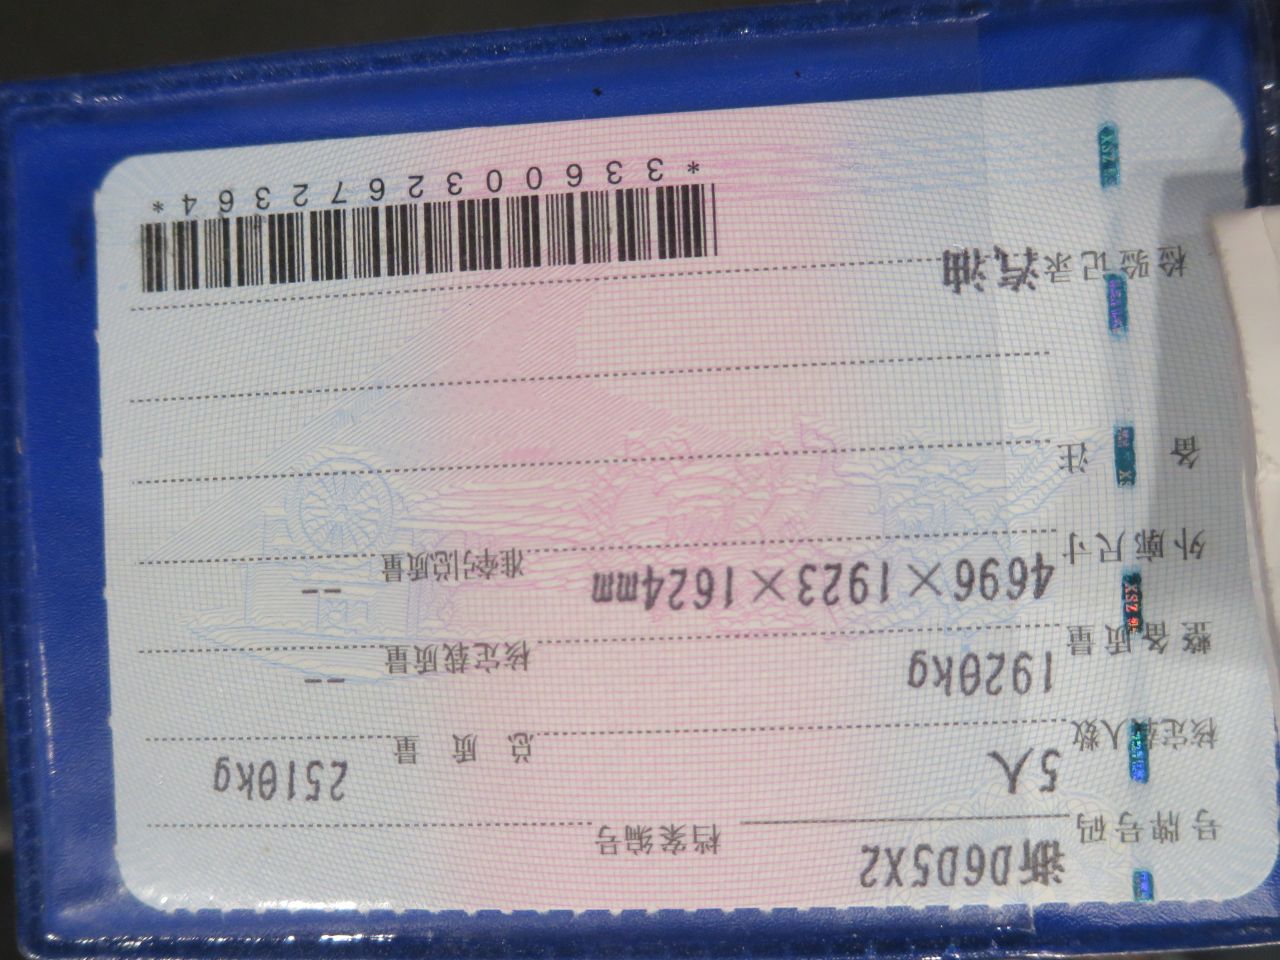 号牌号码 浙D6D5X2 档案编号
核定载人数 5人 总质量 2510kg
整备质量 1920kg 核定载质量 --
外廓尺寸 4696×1923×1624mm 准牵引总质量 --
备注
检验记录 汽油
*3360032672364*